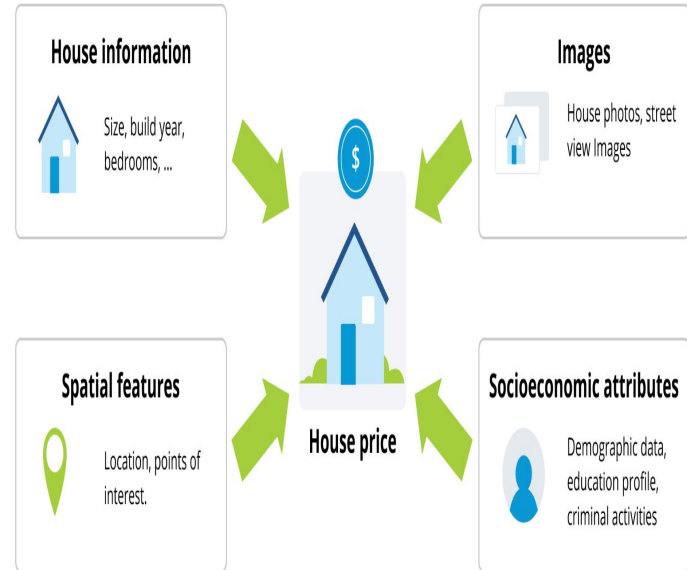 House information
Size, build year,
bedrooms, ...
Images
House photos, street
view Images
$
House price
Spatial features
Location, points of
interest.
Socioeconomic attributes
Demographic data,
education profile,
criminal activities